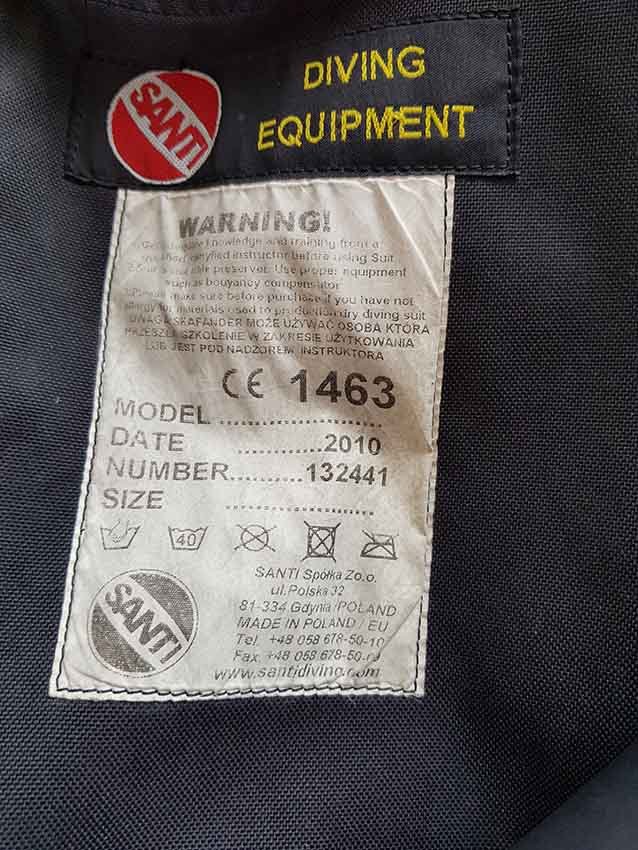 SANTI
DIVING
EQUIPMENT
WARNING!
knowledge and training from a
instructor before using Suit
preserver. Use proper equipment
such as bouyancy compensator
make sure before purchase if you have not
allergy for materials used to production dry diving suit
UWAGA SKAFANDER MOŻE UŻYWAĆ OSOBA KTÓRA
PRZESZŁA SZKOLENIE W ZAKRESIE UŻYTKOWANIA
LUB JEST POD NADZOREM INSTRUKTORA
CE 1463
MODEL ....................
DATE ............2010
NUMBER..........132441
SIZE ....................
40
SANTI
SANTI Spółka Zo.o.
ul.Polska 32
81-334 Gdynia /POLAND
MADE IN POLAND / EU
Tel. +48 058 678-50-10
Fax. +48 058 678-50-
www.santidiving.com